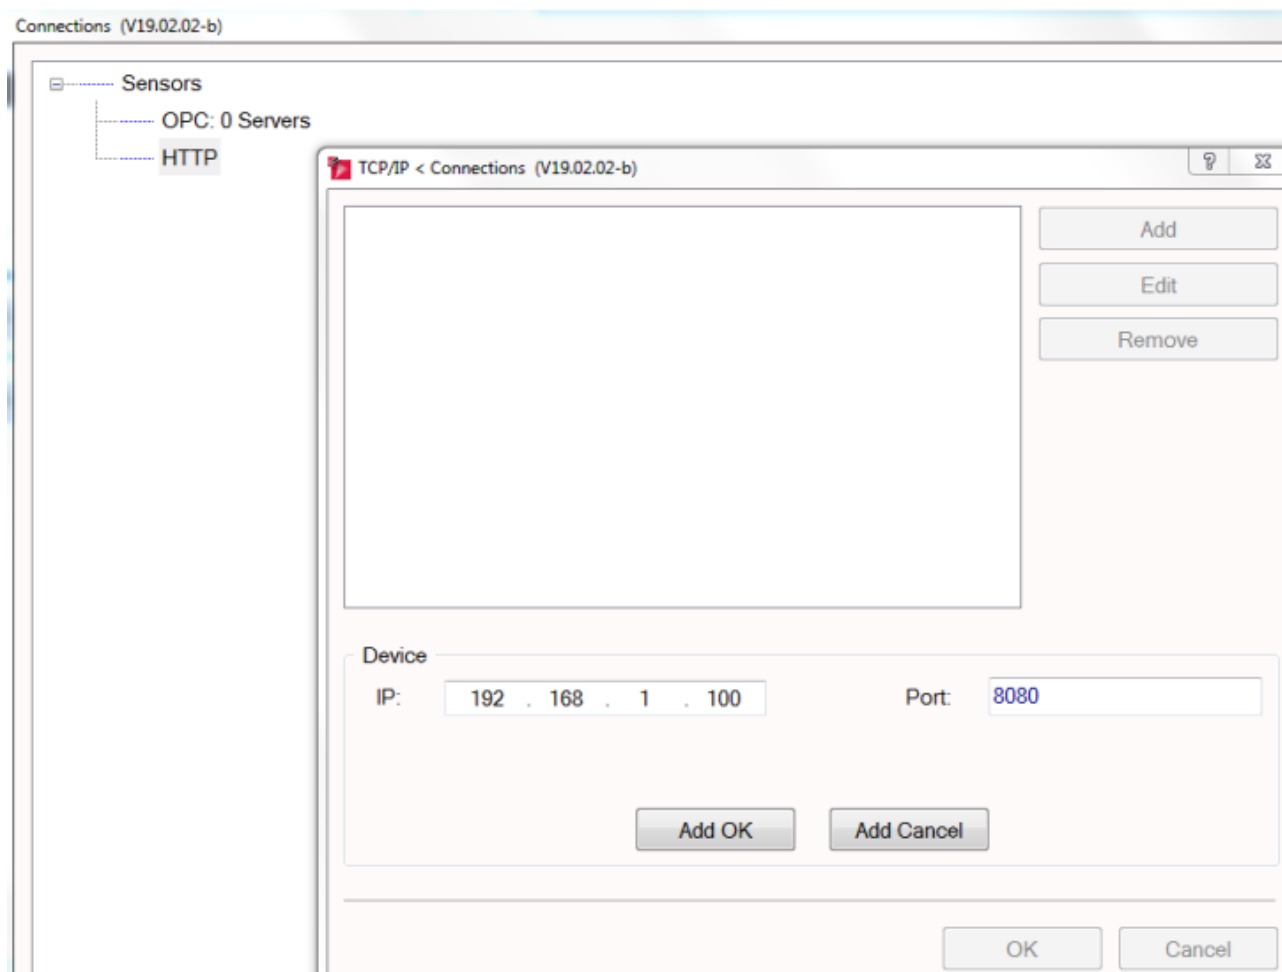 Connections (V19.02.02-b)
Sensors
OPC: 0 Servers
HTTP
TCP/IP < Connections (V19.02.02-b)
?
Add
Edit
Remove
Device
IP: 192 . 168 . 1 . 100 Port: 8080
Add OK Add Cancel
OK Cancel